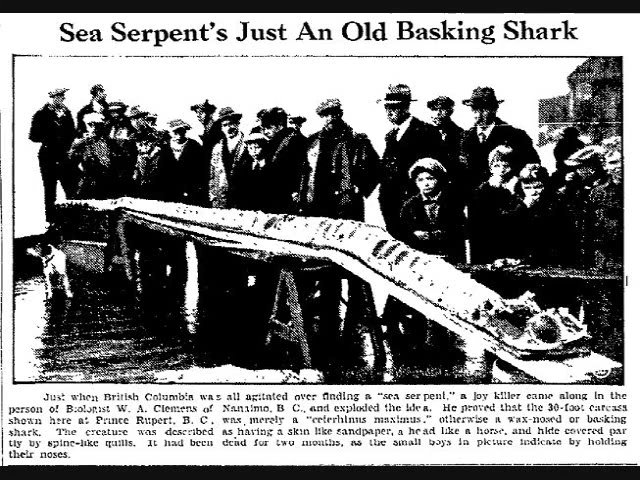 Sea Serpent's Just An Old Basking Shark
Just when British Columbia was all agitated over finding a "sea serpent," a joy killer came along in the
person of Biologist W. A. Clemens of Nanaimo, B C., and exploded the idea. He proved that the 30-foot carcass
shown here at Prince Rupert, B. C, was merely a "ceterhinus maximus," otherwise a wax-nosed or basking
shark. The creature was described as having a skin like sandpaper, a head like a horse, and hide covered par
tly by spine-like quills. It had been dead for two months, as the small boys in picture indicate by holding
their noses.